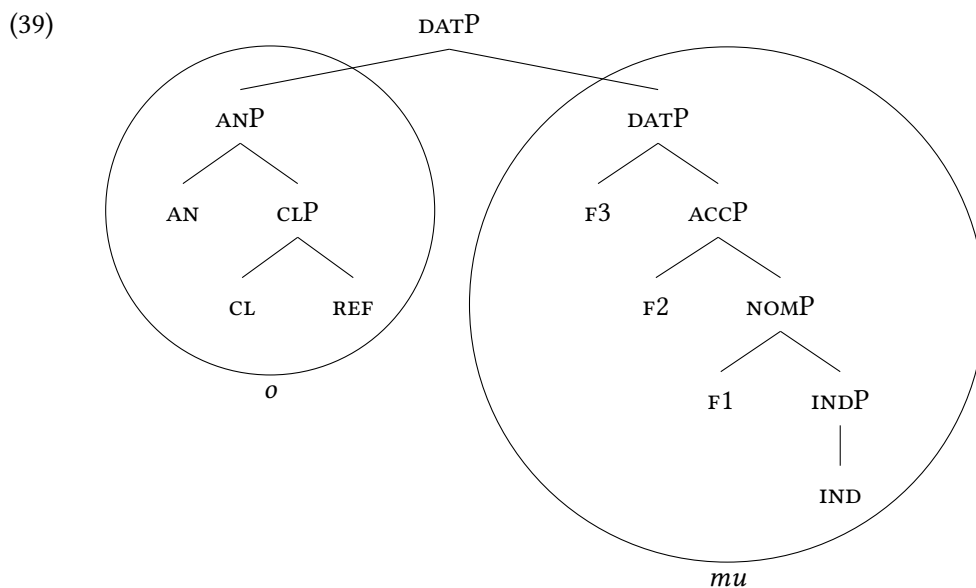 (39)
DATP
ANP DATP
AN CLP F3 ACCP
CL REF F2 NOMP
o
F1 INDP
IND
mu